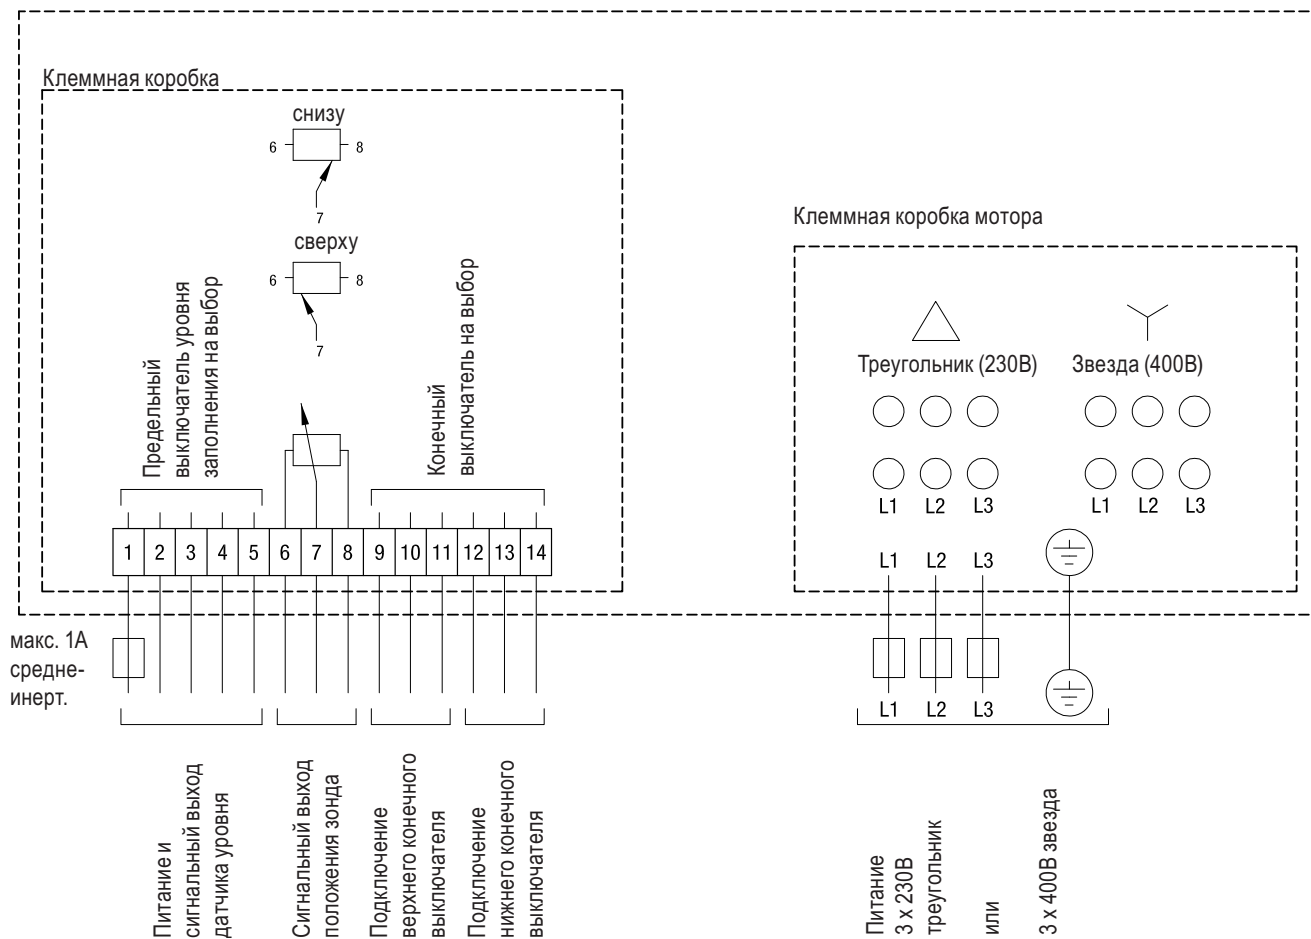 Клеммная коробка
снизу
6 8
7
сверху
6 8
7
Предельный
выключатель уровня
заполнения на выбор
Конечный
выключатель на выбор
1 2 3 4 5 6 7 8 9 10 11 12 13 14
макс. 1А
средне-
инерт.
Питание и
сигнальный выход
датчика уровня
Сигнальный выход
положения зонда
Подключение
верхнего конечного
выключателя
Подключение
нижнего конечного
выключателя
Клеммная коробка мотора
Треугольник (230В)
Звезда (400В)
L1 L2 L3
L1 L2 L3
L1 L2 L3
L1 L2 L3
Питание
3 x 230В
треугольник
или
3 x 400В звезда